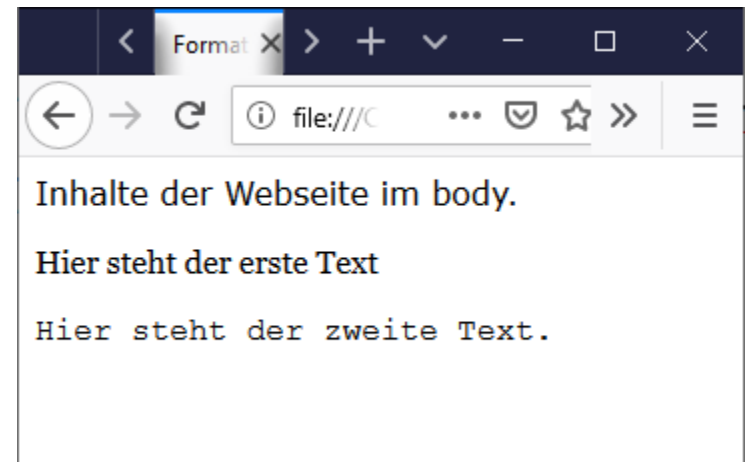 Format
file:///C
Inhalte der Webseite im body.
Hier steht der erste Text
Hier steht der zweite Text.